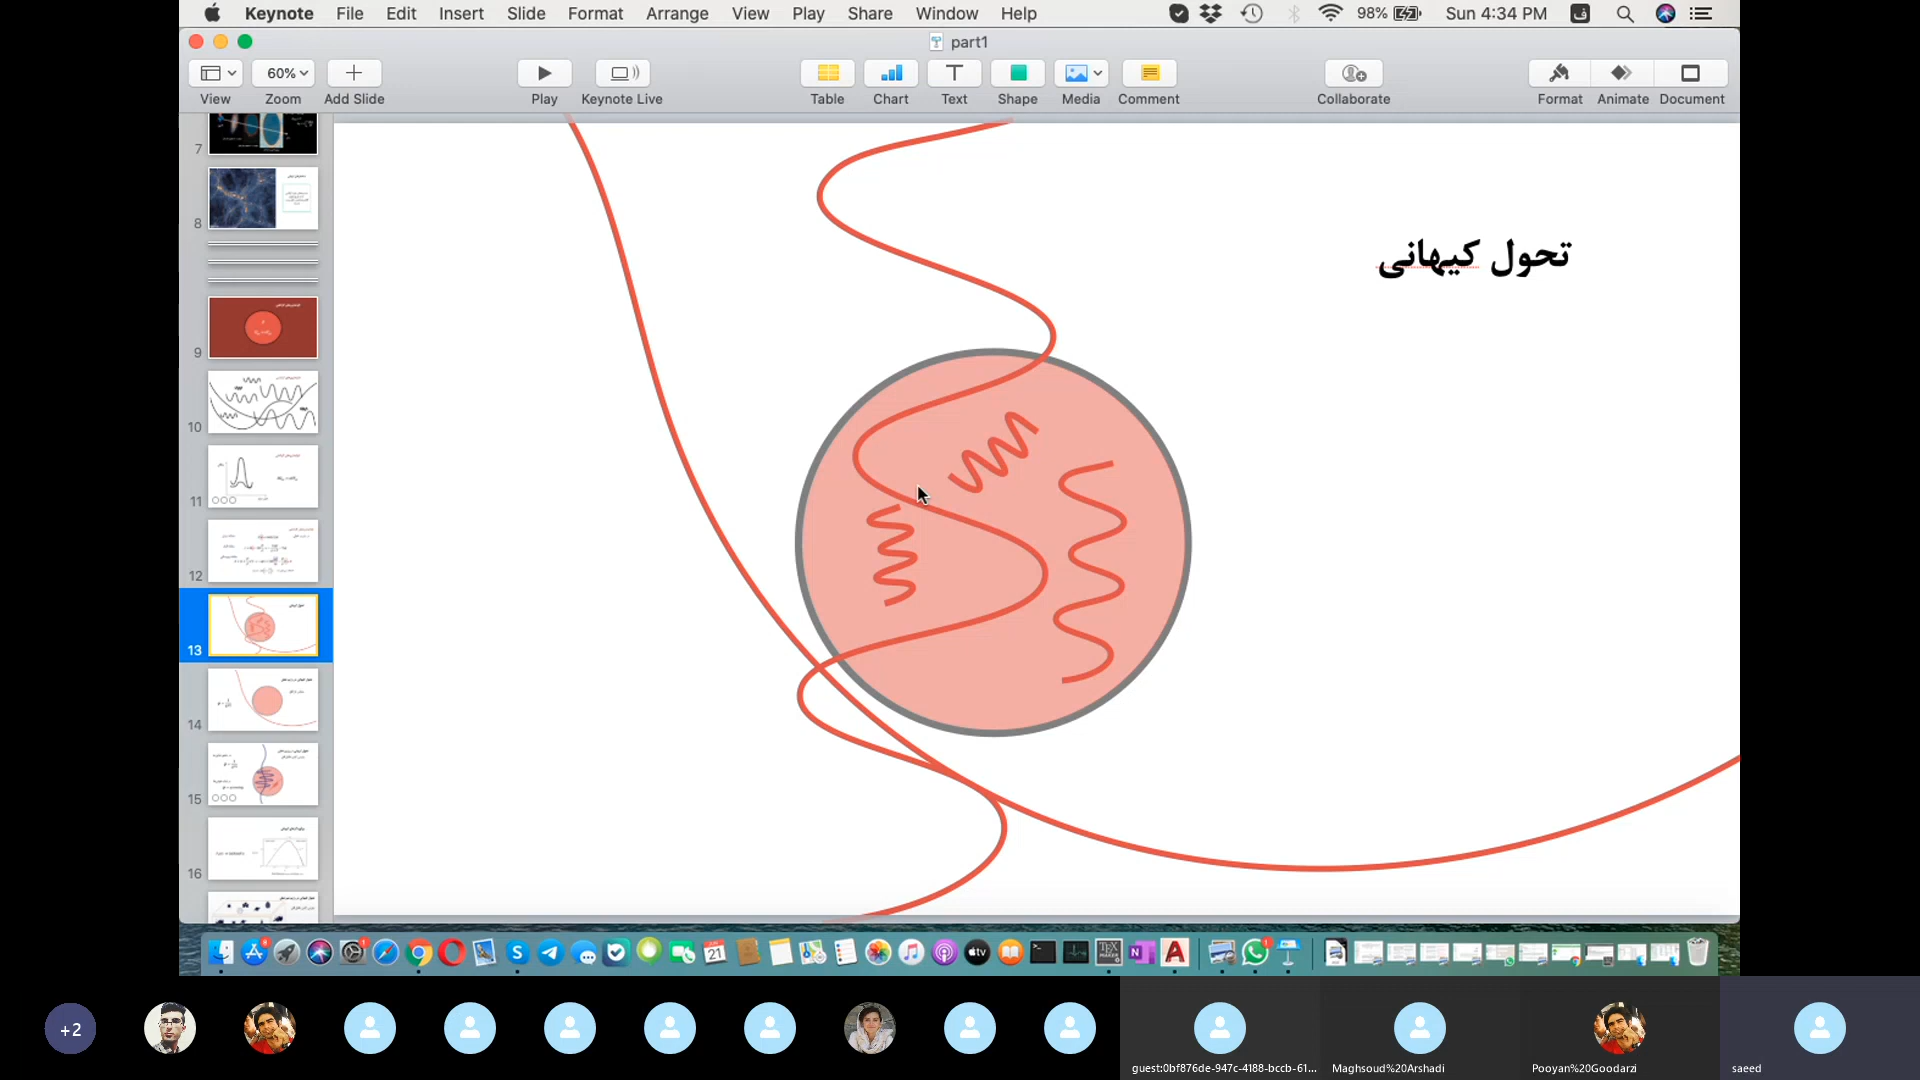 Keynote File Edit Insert Slide Format Arrange View Play Share Window Help 98% Sun 4:34 PM ف
part1
60%
View Zoom Add Slide Play Keynote Live Table Chart Text Shape Media Comment Collaborate Format Animate Document
7
8
9
10
11
12
13
14
15
16
تحول کیهانی
21
tv
+2
guest:0bf876de-947c-4188-bccb-61... Maghsoud%20Arshadi Pooyan%20Goodarzi saeed